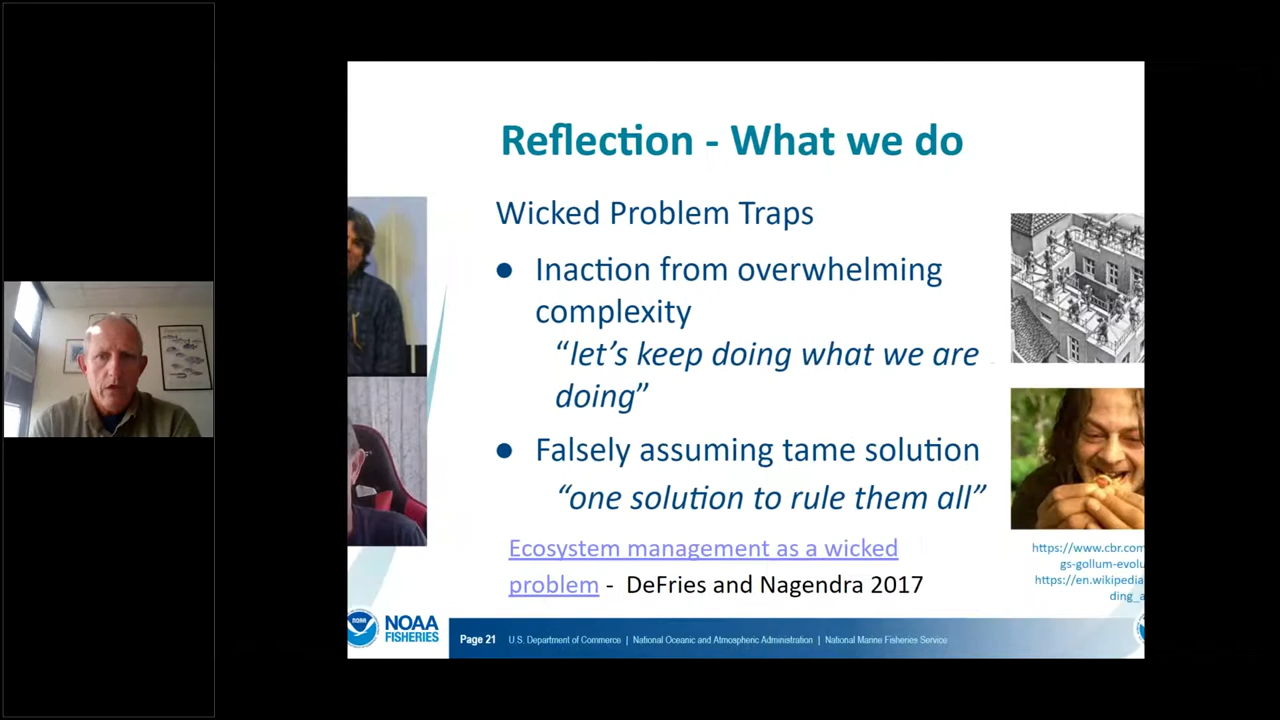 Reflection - What we do
Wicked Problem Traps
● Inaction from overwhelming
complexity
“let’s keep doing what we are
doing”
● Falsely assuming tame solution
“one solution to rule them all”
Ecosystem management as a wicked
problem - DeFries and Nagendra 2017
https://www.cbr.com
gs-gollum-evolu
https://en.wikipedia
ding_a
NOAA
FISHERIES
Page 21 U.S. Department of Commerce | National Oceanic and Atmospheric Administration | National Marine Fisheries Service